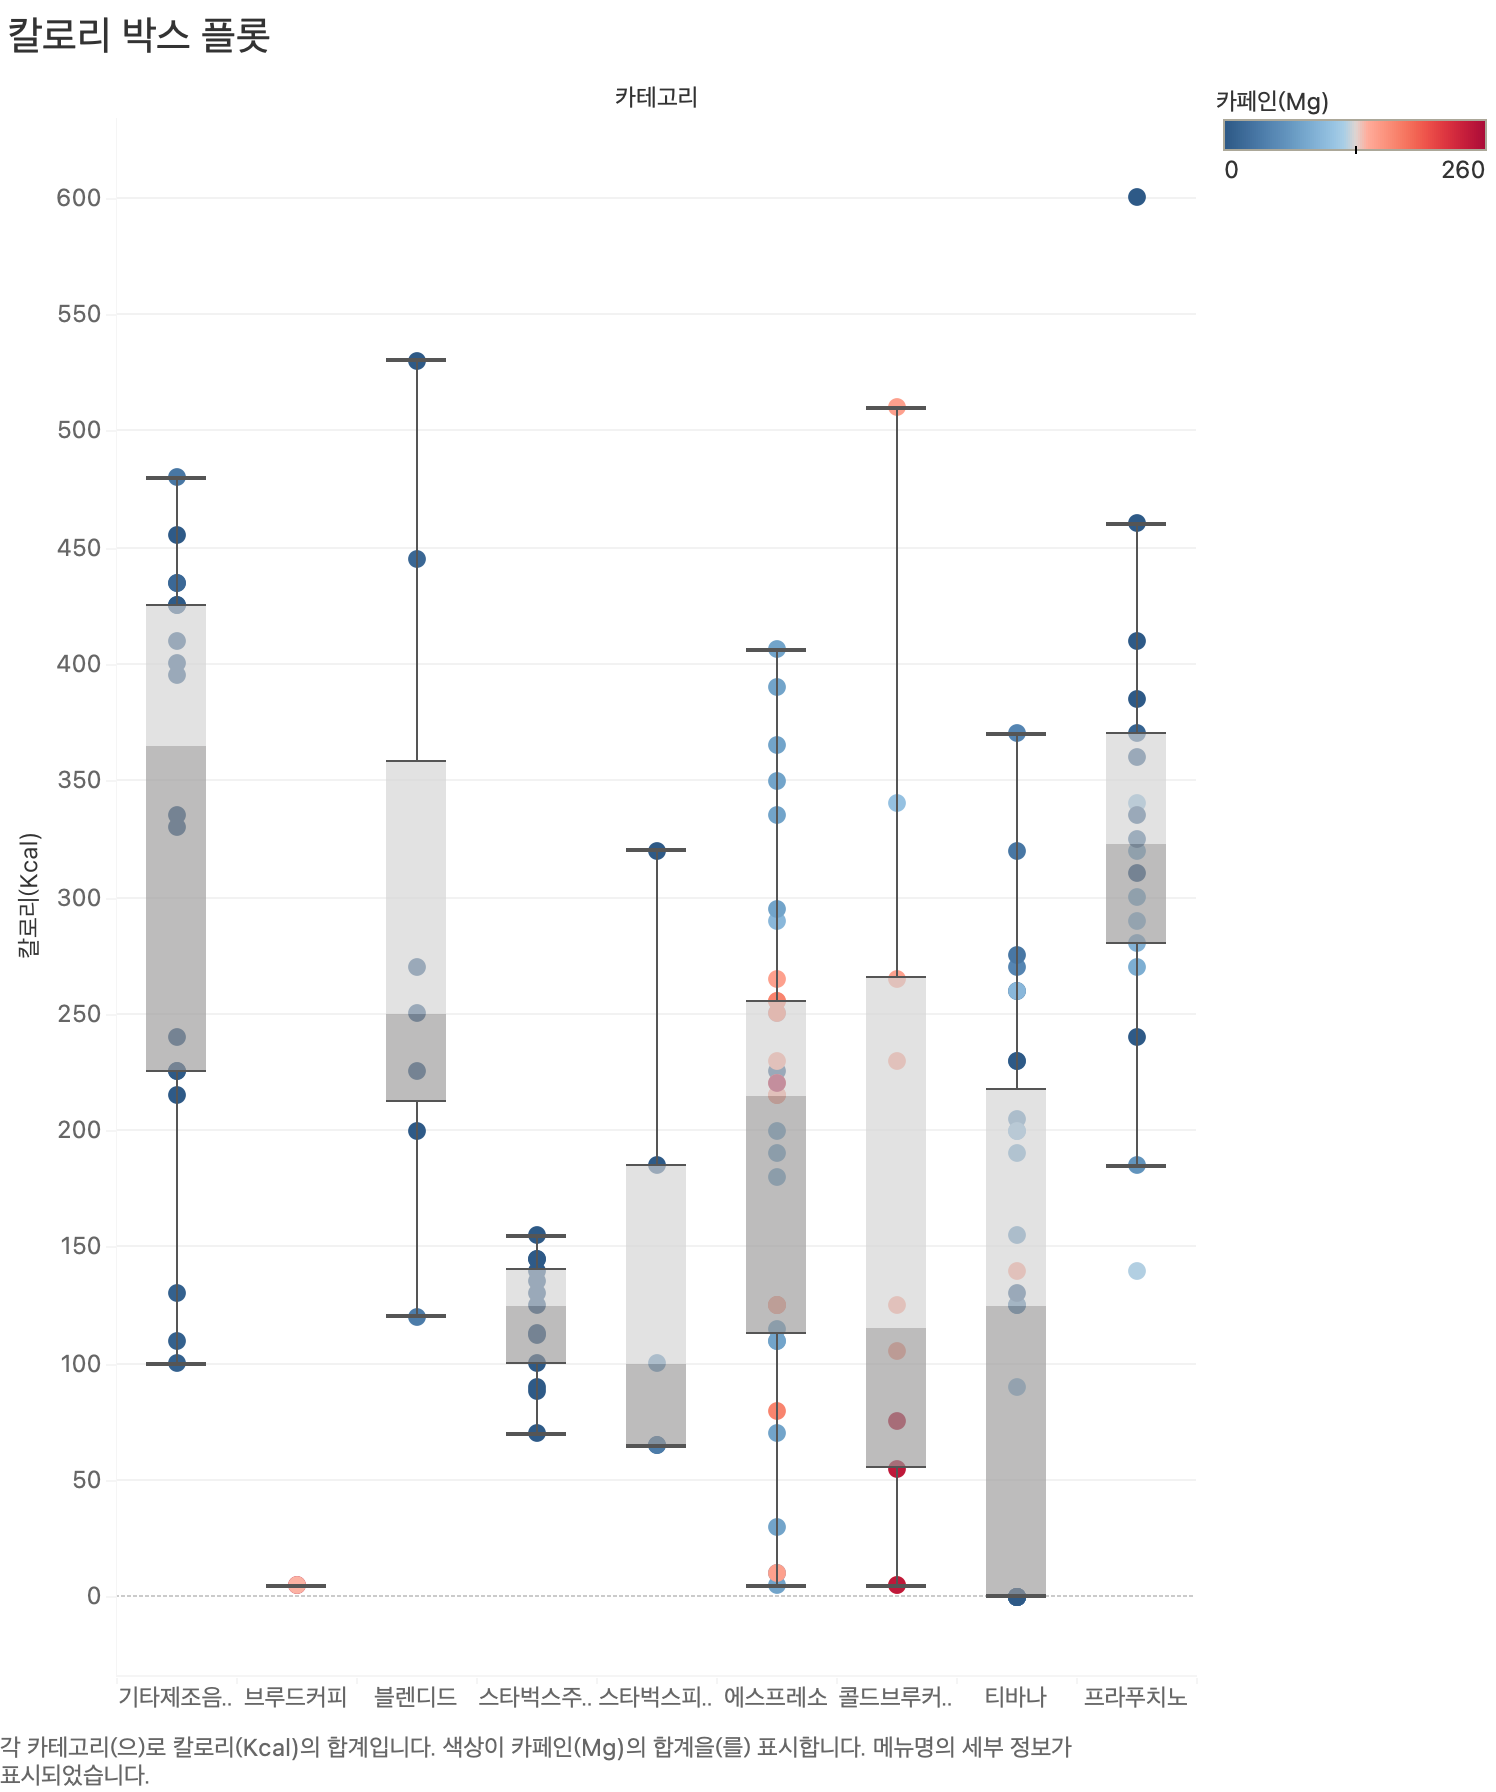 칼로리 박스 플롯
카테고리
카페인(Mg)
0 260
600
550
500
450
400
350
300
250
200
150
100
50
0
칼로리(Kcal)
기타제조음.. 브루드커피 블렌디드 스타벅스주.. 스타벅스피.. 에스프레소 콜드브루커.. 티바나 프라푸치노
각 카테고리(으)로 칼로리(Kcal)의 합계입니다. 색상이 카페인(Mg)의 합계을(를) 표시합니다. 메뉴명의 세부 정보가
표시되었습니다.